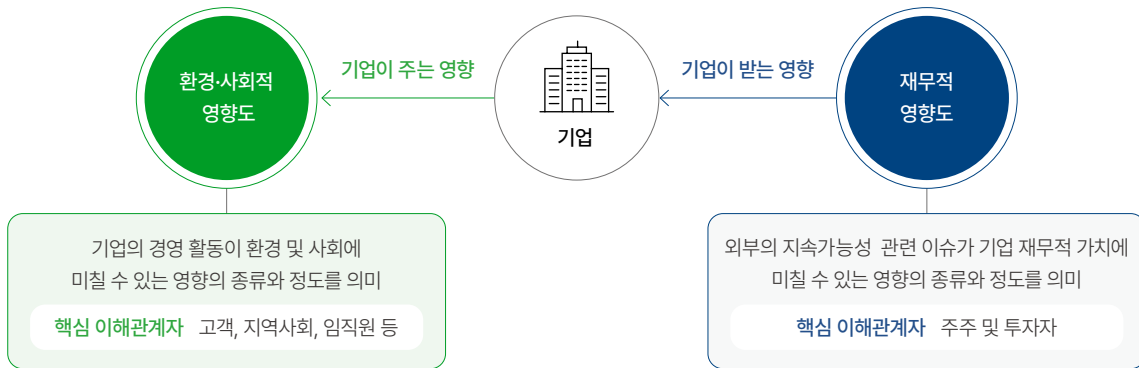 환경·사회적
영향도
기업이 주는 영향
기업
기업이 받는 영향
재무적
영향도
기업의 경영 활동이 환경 및 사회에
미칠 수 있는 영향의 종류와 정도를 의미
핵심 이해관계자 고객, 지역사회, 임직원 등
외부의 지속가능성 관련 이슈가 기업 재무적 가치에
미칠 수 있는 영향의 종류와 정도를 의미
핵심 이해관계자 주주 및 투자자